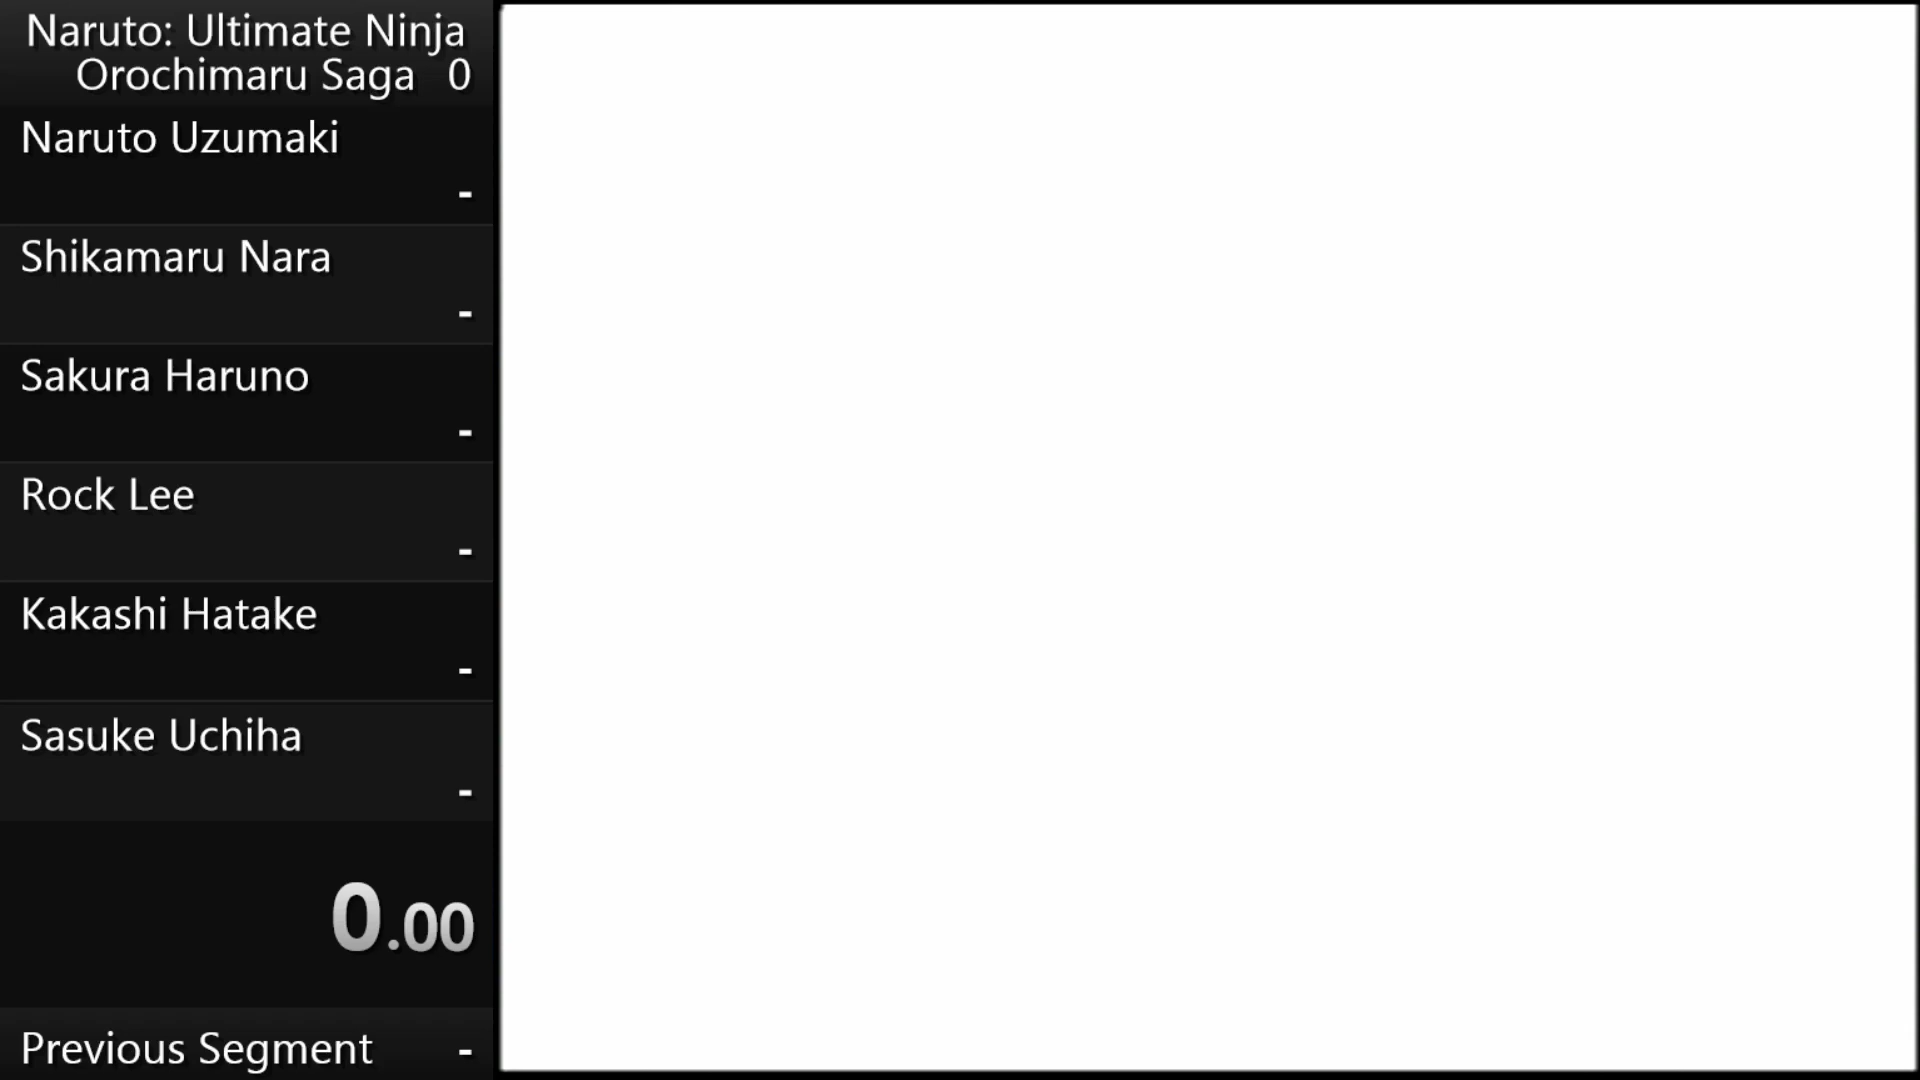 Naruto: Ultimate Ninja
Orochimaru Saga 0
Naruto Uzumaki
-
Shikamaru Nara
-
Sakura Haruno
-
Rock Lee
-
Kakashi Hatake
-
Sasuke Uchiha
-
0.00
Previous Segment -